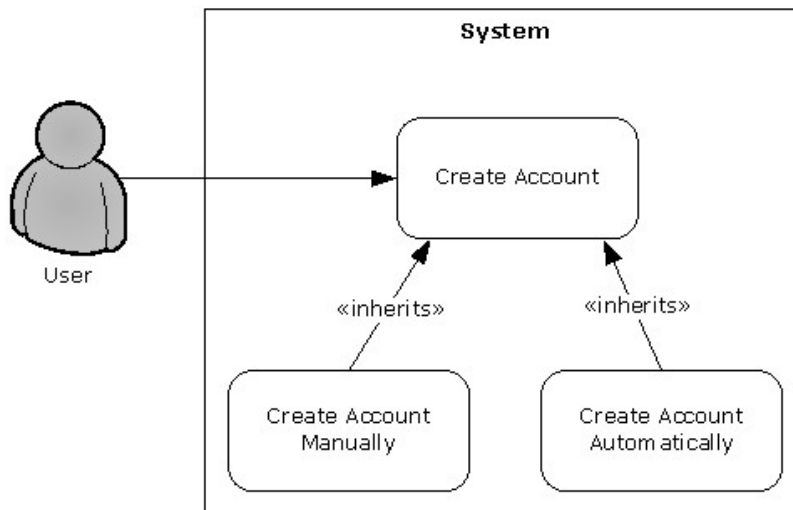 System
Create Account
User
«inherits»
«inherits»
Create Account
Manually
Create Account
Automatically